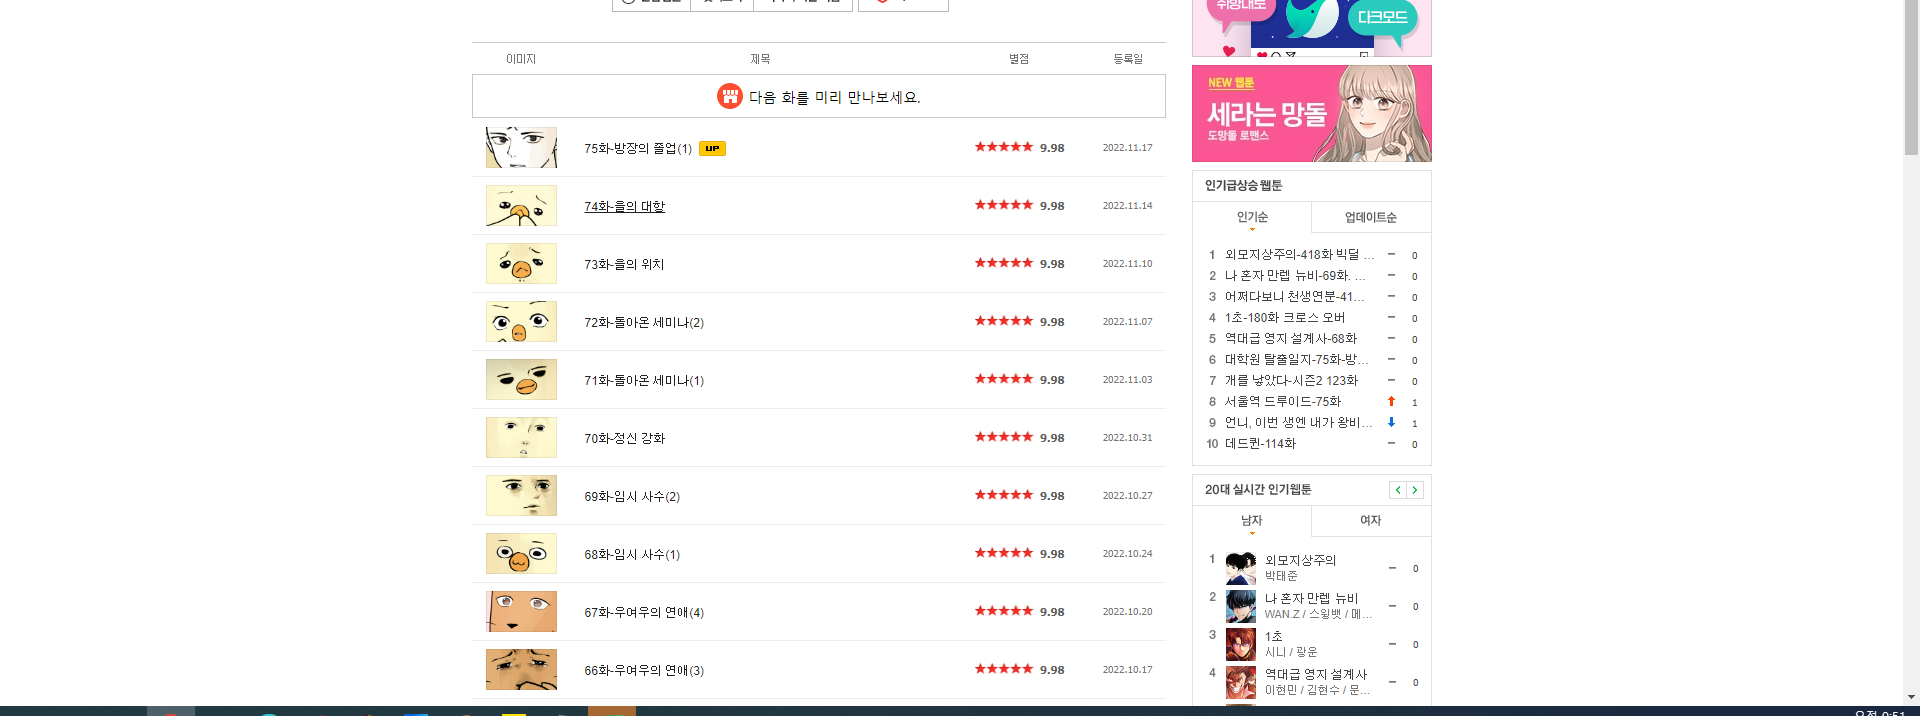 취향대로
다크모드
이미지 제목 별점 등록일
다음 화를 미리 만나보세요.
75화-방장의 졸업(1) UP 9.98 2022.11.17
74화-을의 대항 9.98 2022.11.14
73화-을의 위치 9.98 2022.11.10
72화-돌아온 세미나(2) 9.98 2022.11.07
71화-돌아온 세미나(1) 9.98 2022.11.03
70화-정신 강화 9.98 2022.10.31
69화-임시 사수(2) 9.98 2022.10.27
68화-임시 사수(1) 9.98 2022.10.24
67화-우여우의 연애(4) 9.98 2022.10.20
66화-우여우의 연애(3) 9.98 2022.10.17
NEW 웹툰
세라는 망돌
도망돌 로맨스
인기급상승 웹툰
인기순 업데이트순
1 외모지상주의-418화 빅딜 ... 0
2 나 혼자 만렙 뉴비-69화. ... 0
3 어쩌다보니 천생연분-41... 0
4 1초-180화 크로스 오버 0
5 역대급 영지 설계사-68화 0
6 대학원 탈출일지-75화-방... 0
7 개를 낳았다-시즌2 123화 0
8 서울역 드루이드-75화 1
9 언니, 이번 생엔 내가 왕비... 1
10 데드퀸-114화 0
20대 실시간 인기웹툰
남자 여자
1 외모지상주의 0
박태준
2 나 혼자 만렙 뉴비 0
WAN.Z / 스윙뱃 / 메...
3 1초 0
시니 / 광운
4 역대급 영지 설계사 0
이현민 / 김현수 / 문...